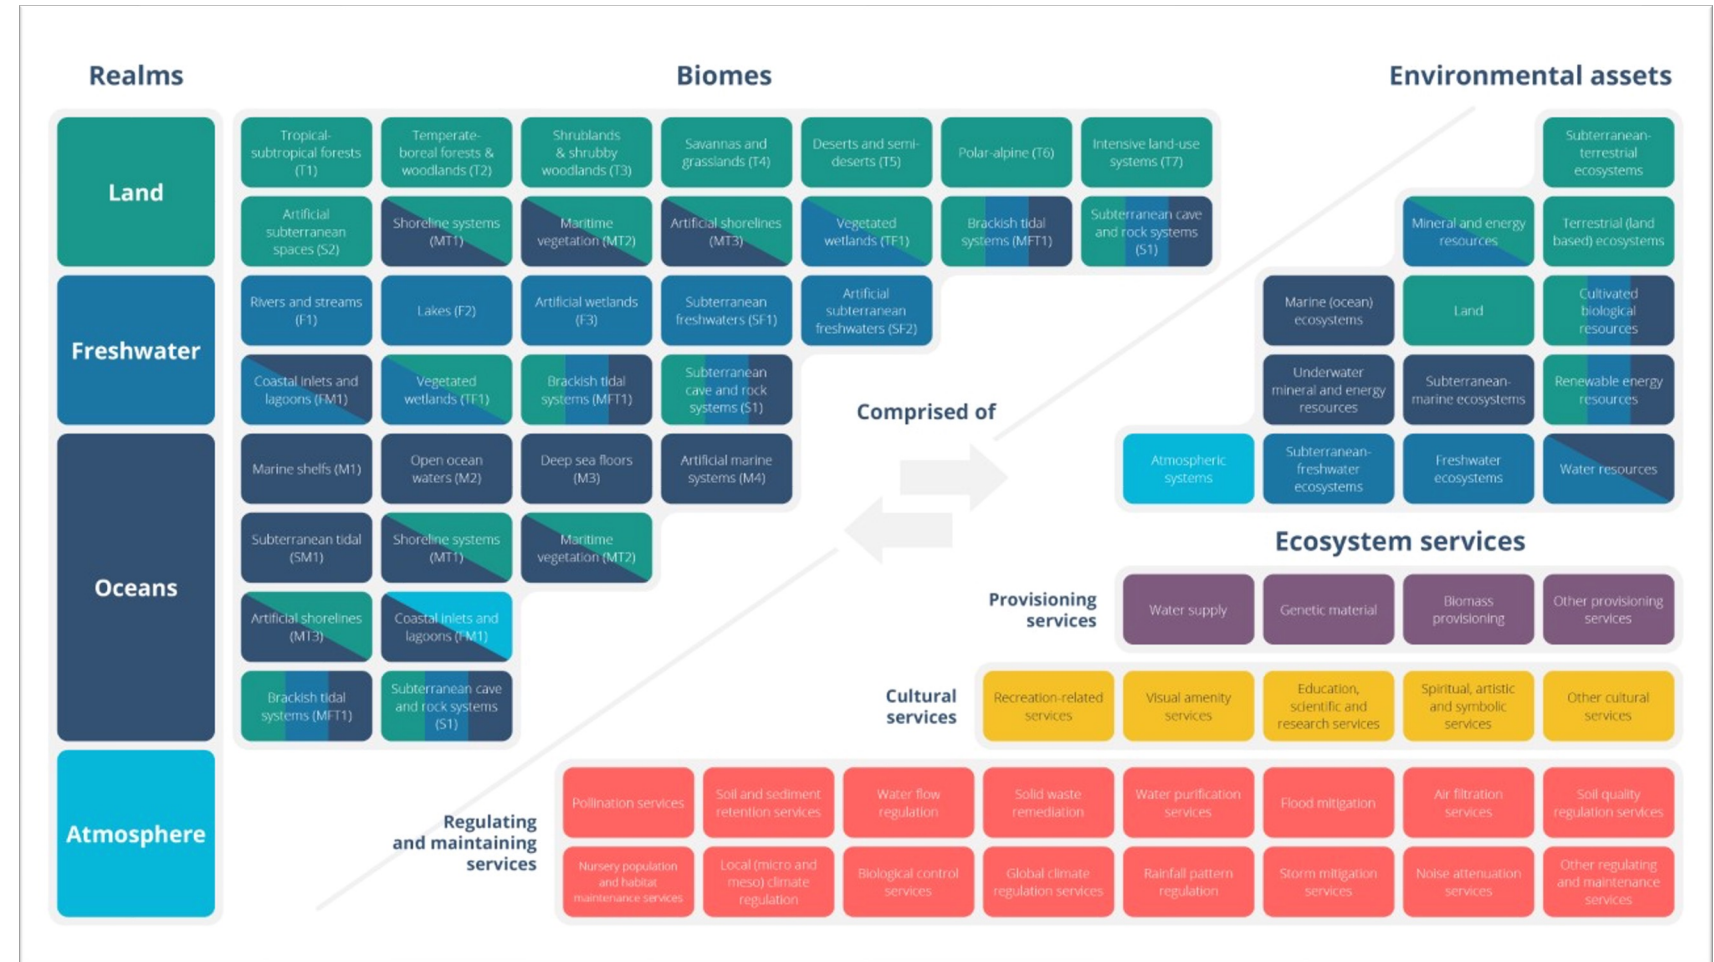 Realms
Biomes
Environmental assets
Land
Freshwater
Oceans
Atmosphere
Tropical-
subtropical forests
(T1)
Temperate-
boreal forests &
woodlands (T2)
Shrublands
& shrubby
woodlands (T3)
Savannas and
grasslands (T4)
Deserts and semi-
deserts (T5)
Polar-alpine (T6)
Intensive land-use
systems (T7)
Artificial
subterranean
spaces (S2)
Shoreline systems
(MT1)
Maritime
vegetation (MT2)
Artificial shorelines
(MT3)
Vegetated
wetlands (TF1)
Brackish tidal
systems (MFT1)
Subterranean cave
and rock systems
(S1)
Rivers and streams
(F1)
Lakes (F2)
Artificial wetlands
(F3)
Subterranean
freshwaters (SF1)
Artificial
subterranean
freshwaters (SF2)
Coastal inlets and
lagoons (FM1)
Vegetated
wetlands (TF1)
Brackish tidal
systems (MFT1)
Subterranean
cave and rock
systems (S1)
Marine shelfs (M1)
Open ocean
waters (M2)
Deep sea floors
(M3)
Artificial marine
systems (M4)
Subterranean tidal
(SM1)
Shoreline systems
(MT1)
Maritime
vegetation (MT2)
Artificial shorelines
(MT3)
Coastal inlets and
lagoons (FM1)
Brackish tidal
systems (MFT1)
Subterranean cave
and rock systems
(S1)
Comprised of
Subterranean-
terrestrial
ecosystems
Mineral and energy
resources
Terrestrial (land
based) ecosystems
Marine (ocean)
ecosystems
Land
Cultivated
biological
resources
Underwater
mineral and energy
resources
Subterranean-
marine ecosystems
Renewable energy
resources
Atmospheric
systems
Subterranean-
freshwater
ecosystems
Freshwater
ecosystems
Water resources
Ecosystem services
Provisioning
services
Water supply
Genetic material
Biomass
provisioning
Other provisioning
services
Cultural
services
Recreation-related
services
Visual amenity
services
Education,
scientific and
research services
Spiritual, artistic
and symbolic
services
Other cultural
services
Regulating
and maintaining
services
Pollination services
Soil and sediment
retention services
Water flow
regulation
Solid waste
remediation
Water purification
services
Flood mitigation
Air filtration
services
Soil quality
regulation services
Nursery population
and habitat
maintenance services
Local (micro and
meso) climate
regulation
Biological control
services
Global climate
regulation services
Rainfall pattern
regulation
Storm mitigation
services
Noise attenuation
services
Other regulating
and maintenance
services